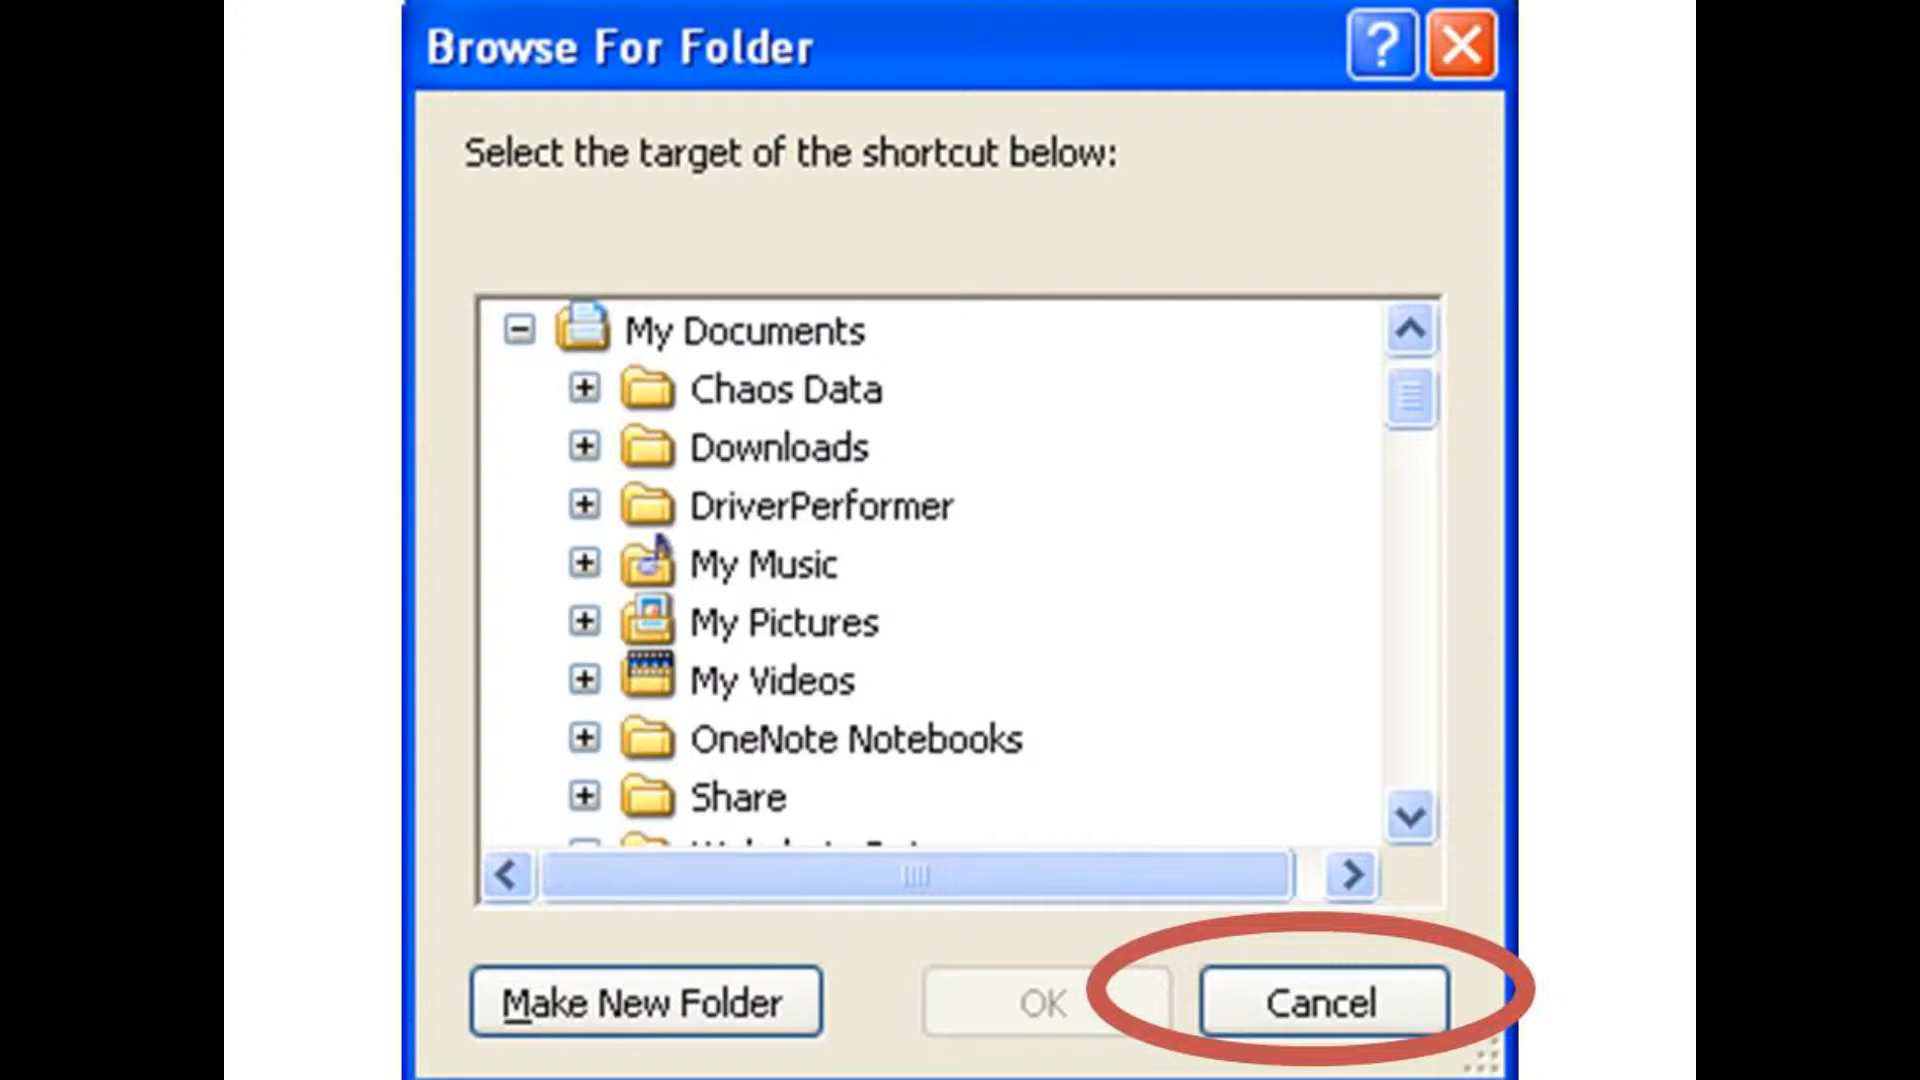 Browse For Folder
?
Select the target of the shortcut below:
My Documents
Chaos Data
Downloads
DriverPerformer
My Music
My Pictures
My Videos
OneNote Notebooks
Share
Make New Folder
OK
Cancel